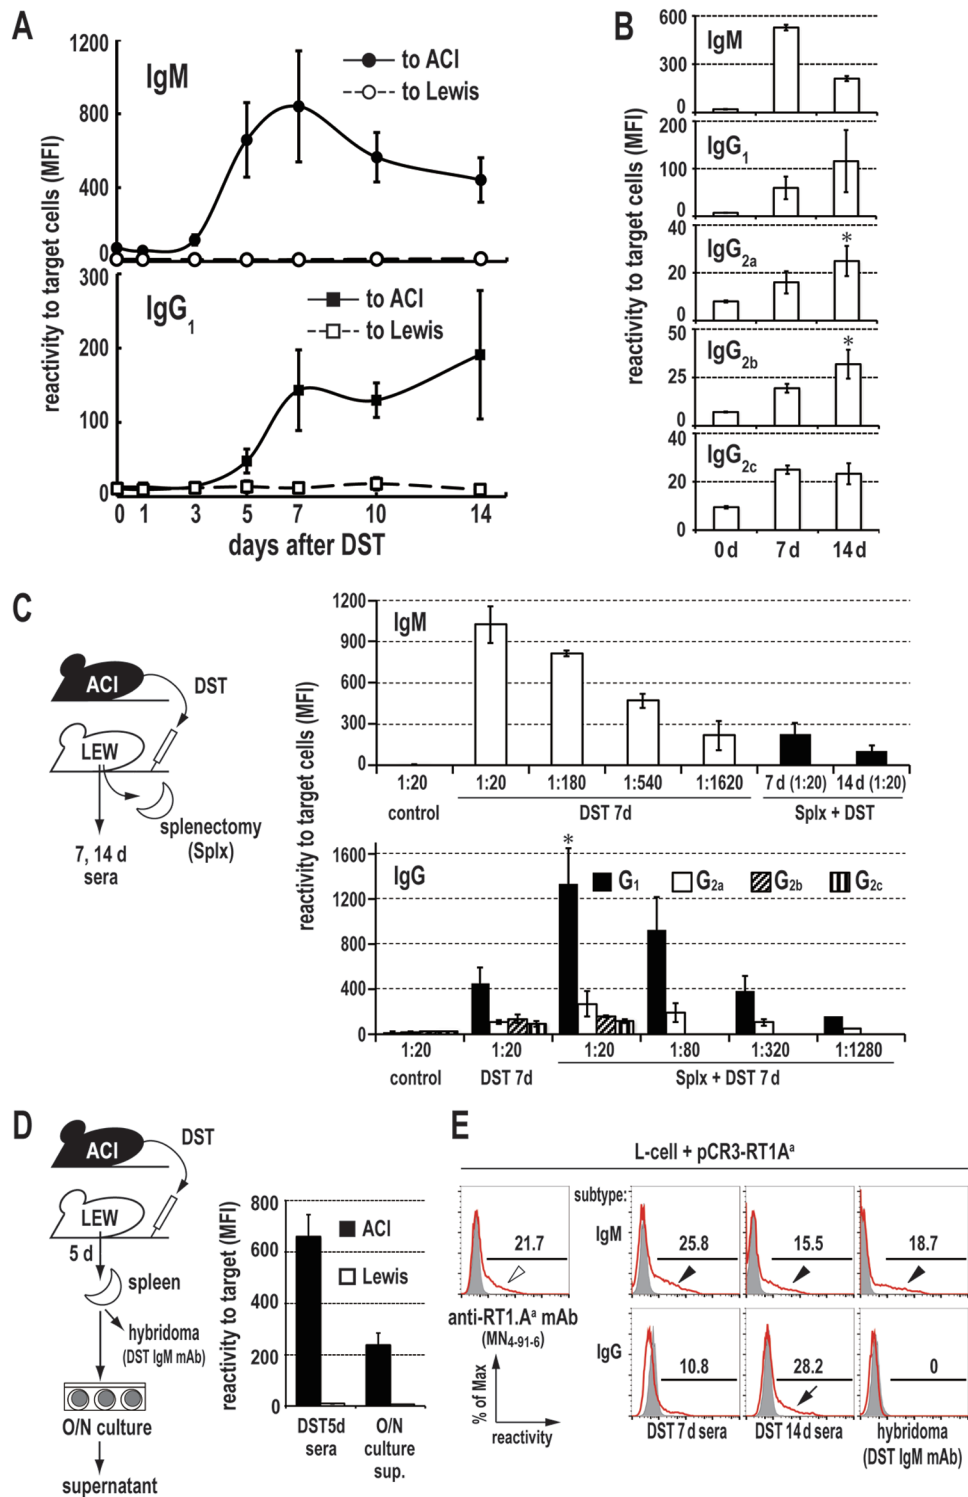 A
1200
800
400
0
IgM
to ACI
to Lewis
300
200
100
0
IgG1
to ACI
to Lewis
reactivity to target cells (MFI)
0 1 3 5 7 10 14
days after DST
B
reactivity to target cells (MFI)
600
300
0
IgM
200
100
0
IgG1
40
20
0
IgG2a
*
50
25
0
IgG2b
*
40
20
0
IgG2c
0 d 7 d 14 d
C
ACI
DST
LEW
splenectomy
(Splx)
7, 14 d
sera
reactivity to target cells (MFI)
1200
900
600
300
0
IgM
1:20 1:20 1:180 1:540 1:1620 7 d (1:20) 14 d (1:20)
control DST 7d Splx + DST
1600
1200
800
400
0
IgG
*
G1 G2a G2b G2c
1:20 1:20 1:20 1:80 1:320 1:1280
control DST 7d Splx + DST 7d
D
ACI
DST
LEW
5 d
spleen
hybridoma
(DST IgM mAb)
O/N culture
supernatant
reactivity to target (MFI)
800
600
400
200
0
ACI
Lewis
DST5d
sera
O/N
culture
sup.
E
L-cell + pCR3-RT1Aa
21.7
anti-RT1.Aa mAb
(MN4-91-6)
% of Max
reactivity
subtype:
IgM
25.8
15.5
18.7
IgG
10.8
28.2
0
DST 7d sera
DST 14d sera
hybridoma
(DST IgM mAb)